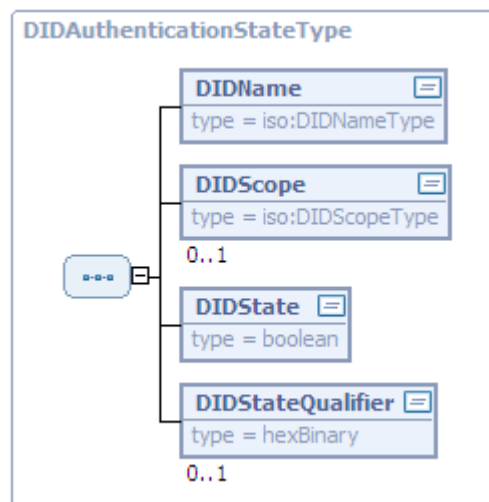 DIDAuthenticationStateType
DIDName
type = iso:DIDNameType
DIDScope
type = iso:DIDScopeType
0..1
DIDState
type = boolean
DIDStateQualifier
type = hexBinary
0..1